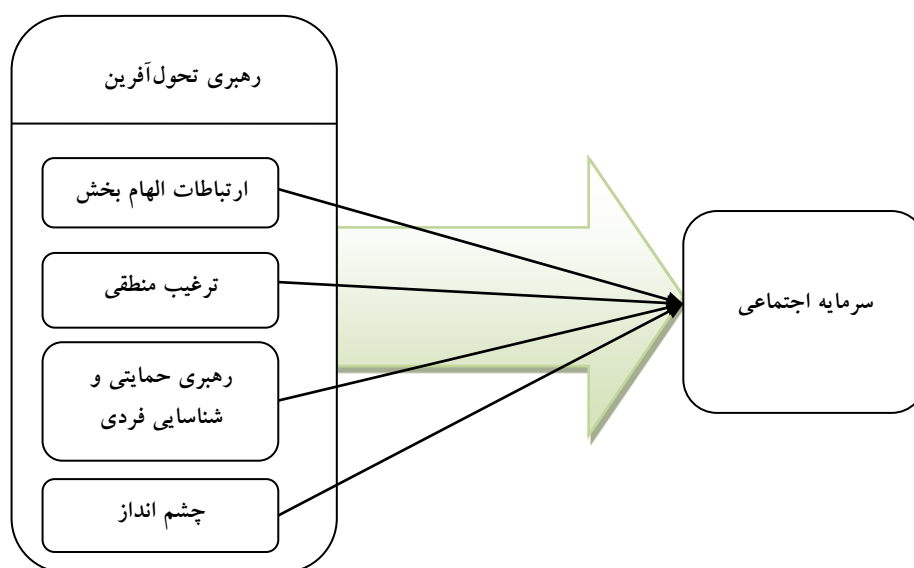 رهبری تحول‌آفرین
ارتباطات الهام بخش
ترغیب منطقی
رهبری حمایتی و
شناسایی فردی
چشم انداز
سرمایه اجتماعی